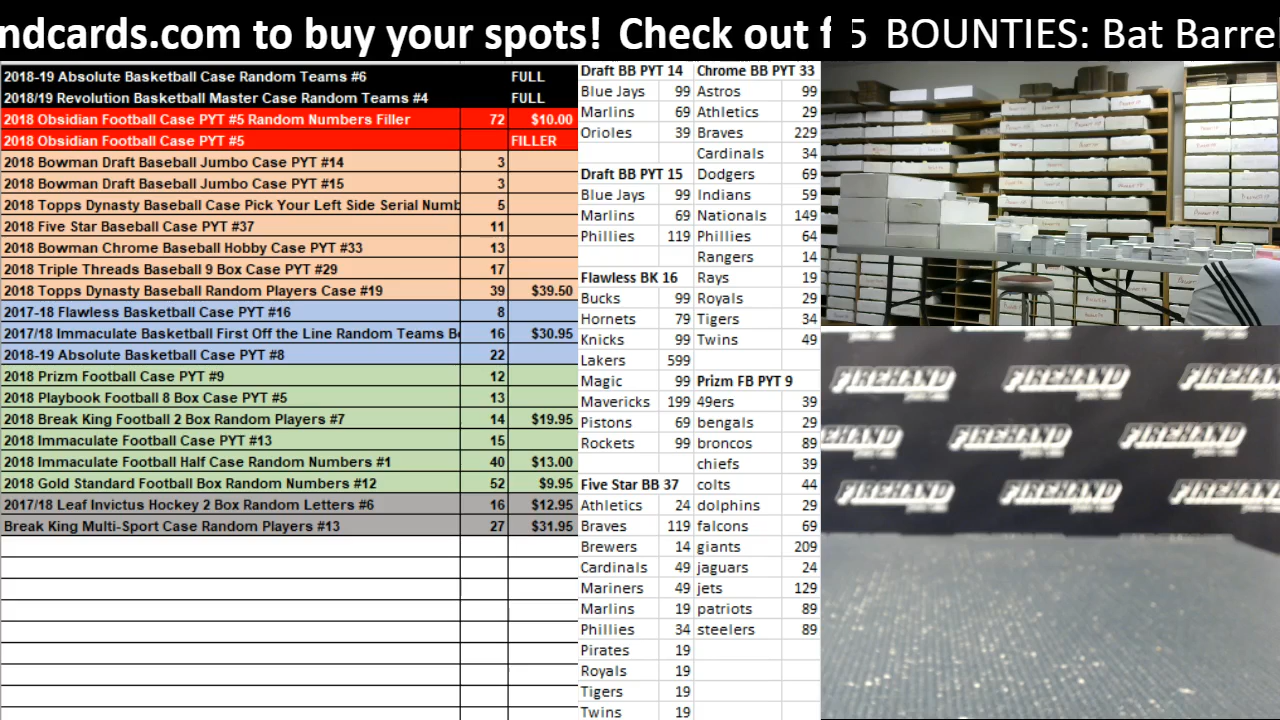 ndcards.com to buy your spots! Check out f
5 BOUNTIES: Bat Barre
2018-19 Absolute Basketball Case Random Teams #6 FULL
2018/19 Revolution Basketball Master Case Random Teams #4 FULL
2018 Obsidian Football Case PYT #5 Random Numbers Filler 72 $10.00
2018 Obsidian Football Case PYT #5 FILLER
2018 Bowman Draft Baseball Jumbo Case PYT #14 3
2018 Bowman Draft Baseball Jumbo Case PYT #15 3
2018 Topps Dynasty Baseball Case Pick Your Left Side Serial Numb 5
2018 Five Star Baseball Case PYT #37 11
2018 Bowman Chrome Baseball Hobby Case PYT #33 13
2018 Triple Threads Baseball 9 Box Case PYT #29 17
2018 Topps Dynasty Baseball Random Players Case #19 39 $39.50
2017-18 Flawless Basketball Case PYT #16 8
2017/18 Immaculate Basketball First Off the Line Random Teams B 16 $30.95
2018-19 Absolute Basketball Case PYT #8 22
2018 Prizm Football Case PYT #9 12
2018 Playbook Football 8 Box Case PYT #5 13
2018 Break King Football 2 Box Random Players #7 14 $19.95
2018 Immaculate Football Case PYT #13 15
2018 Immaculate Football Half Case Random Numbers #1 40 $13.00
2018 Gold Standard Football Box Random Numbers #12 52 $9.95
2017/18 Leaf Invictus Hockey 2 Box Random Letters #6 16 $12.95
Break King Multi-Sport Case Random Players #13 27 $31.95
Draft BB PYT 14
Blue Jays 99
Marlins 69
Orioles 39
Draft BB PYT 15
Blue Jays 99
Marlins 69
Phillies 119
Flawless BK 16
Bucks 99
Hornets 79
Knicks 99
Lakers 599
Magic 99
Mavericks 199
Pistons 69
Rockets 99
Five Star BB 37
Athletics 24
Braves 119
Brewers 14
Cardinals 49
Mariners 49
Marlins 19
Phillies 34
Pirates 19
Royals 19
Tigers 19
Twins 19
Chrome BB PYT 33
Astros 99
Athletics 29
Braves 229
Cardinals 34
Dodgers 69
Indians 59
Nationals 149
Phillies 64
Rangers 14
Rays 19
Royals 29
Tigers 34
Twins 49
Prizm FB PYT 9
49ers 39
bengals 29
broncos 89
chiefs 39
colts 44
dolphins 29
falcons 69
giants 209
jaguars 24
jets 129
patriots 89
steelers 89
FIREHAND FIREHAND FIREHAND
FIREHAND FIREHAND FIREHAND
FIREHAND FIREHAND FIREHAND